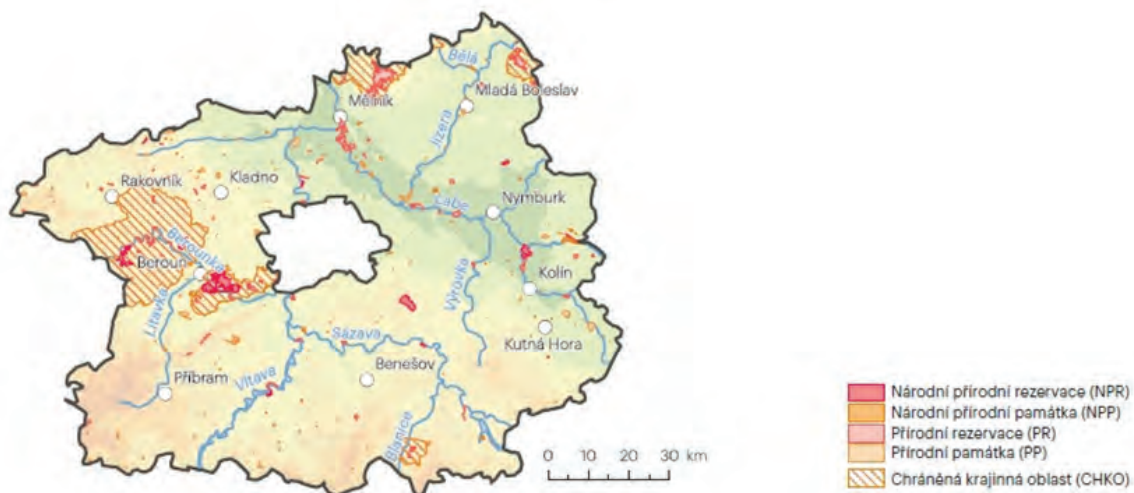 Bělá
Mladá Boleslav
Mělník
Jizera
Rakovník
Kladno
Labe
Nymburk
Berounka
Beroun
Kolín
Výrovka
Litavka
Sázava
Kutná Hora
Benešov
Příbram
Vltava
Blanice
0 10 20 30 km
Národní přírodní rezervace (NPR)
Národní přírodní památka (NPP)
Přírodní rezervace (PR)
Přírodní památka (PP)
Chráněná krajinná oblast (CHKO)